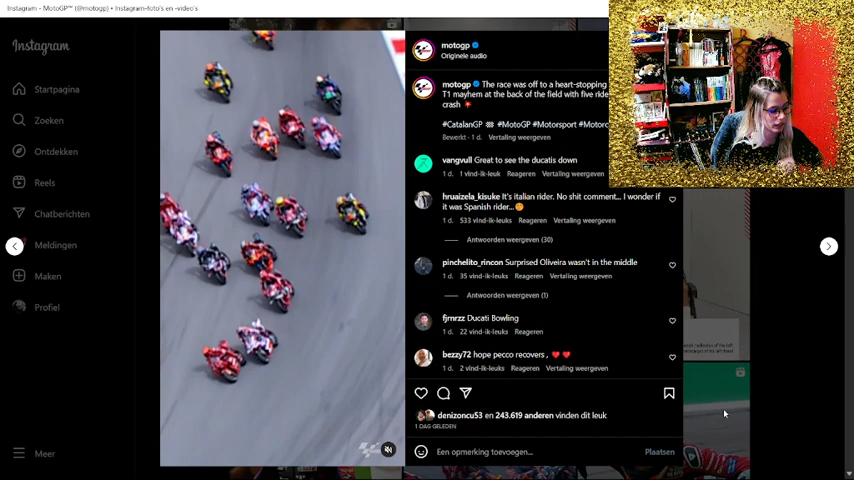 Instagram - MotoGP™ (@motogp) • Instagram-foto's en -video's
Instagram
Startpagina
Zoeken
Ontdekken
Reels
Chatberichten
Meldingen
Maken
Profiel
Meer
motogp
Originele audio
motogp The race was off to a heart-stopping
T1 mayhem at the back of the field with five ride
crash 💥
#CatalanGP 🏁 #MotoGP #Motorsport #Motorc
Bewerkt · 1 d. Vertaling weergeven
vangvull Great to see the ducatis down
1 d. 1 vind-ik-leuk Reageren Vertaling weergeven
hruaizela_kisuke It's italian rider. No shit comment... I wonder if
it was Spanish rider...
1 d. 533 vind-ik-leuks Reageren Vertaling weergeven
Antwoorden weergeven (30)
pinchelito_rincon Surprised Oliveira wasn't in the middle
1 d. 35 vind-ik-leuks Reageren Vertaling weergeven
Antwoorden weergeven (1)
fjrnrzz Ducati Bowling
1 d. 22 vind-ik-leuks Reageren
bezzy72 hope pecco recovers , ❤️ ❤️
1 d. 2 vind-ik-leuks Reageren Vertaling weergeven
denizoncu53 en 243.619 anderen vinden dit leuk
1 DAG GELEDEN
Een opmerking toevoegen...
Plaatsen